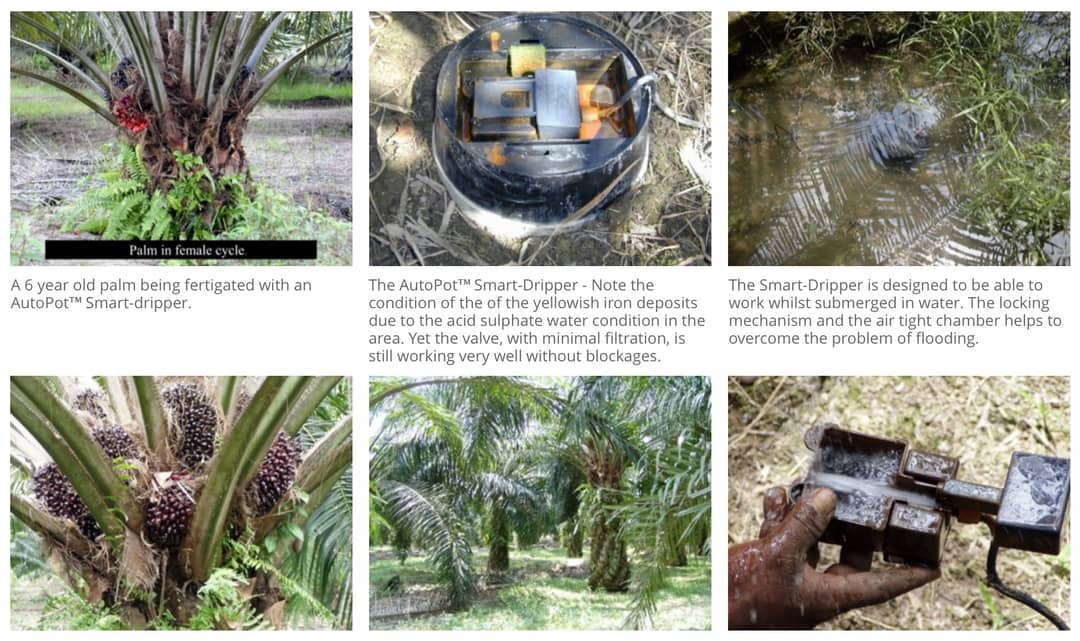 Palm in female cycle
A 6 year old palm being fertigated with an
AutoPot™ Smart-dripper.
The AutoPot™ Smart-Dripper - Note the
condition of the of the yellowish iron deposits
due to the acid sulphate water condition in the
area. Yet the valve, with minimal filtration, is
still working very well without blockages.
The Smart-Dripper is designed to be able to
work whilst submerged in water. The locking
mechanism and the air tight chamber helps to
overcome the problem of flooding.